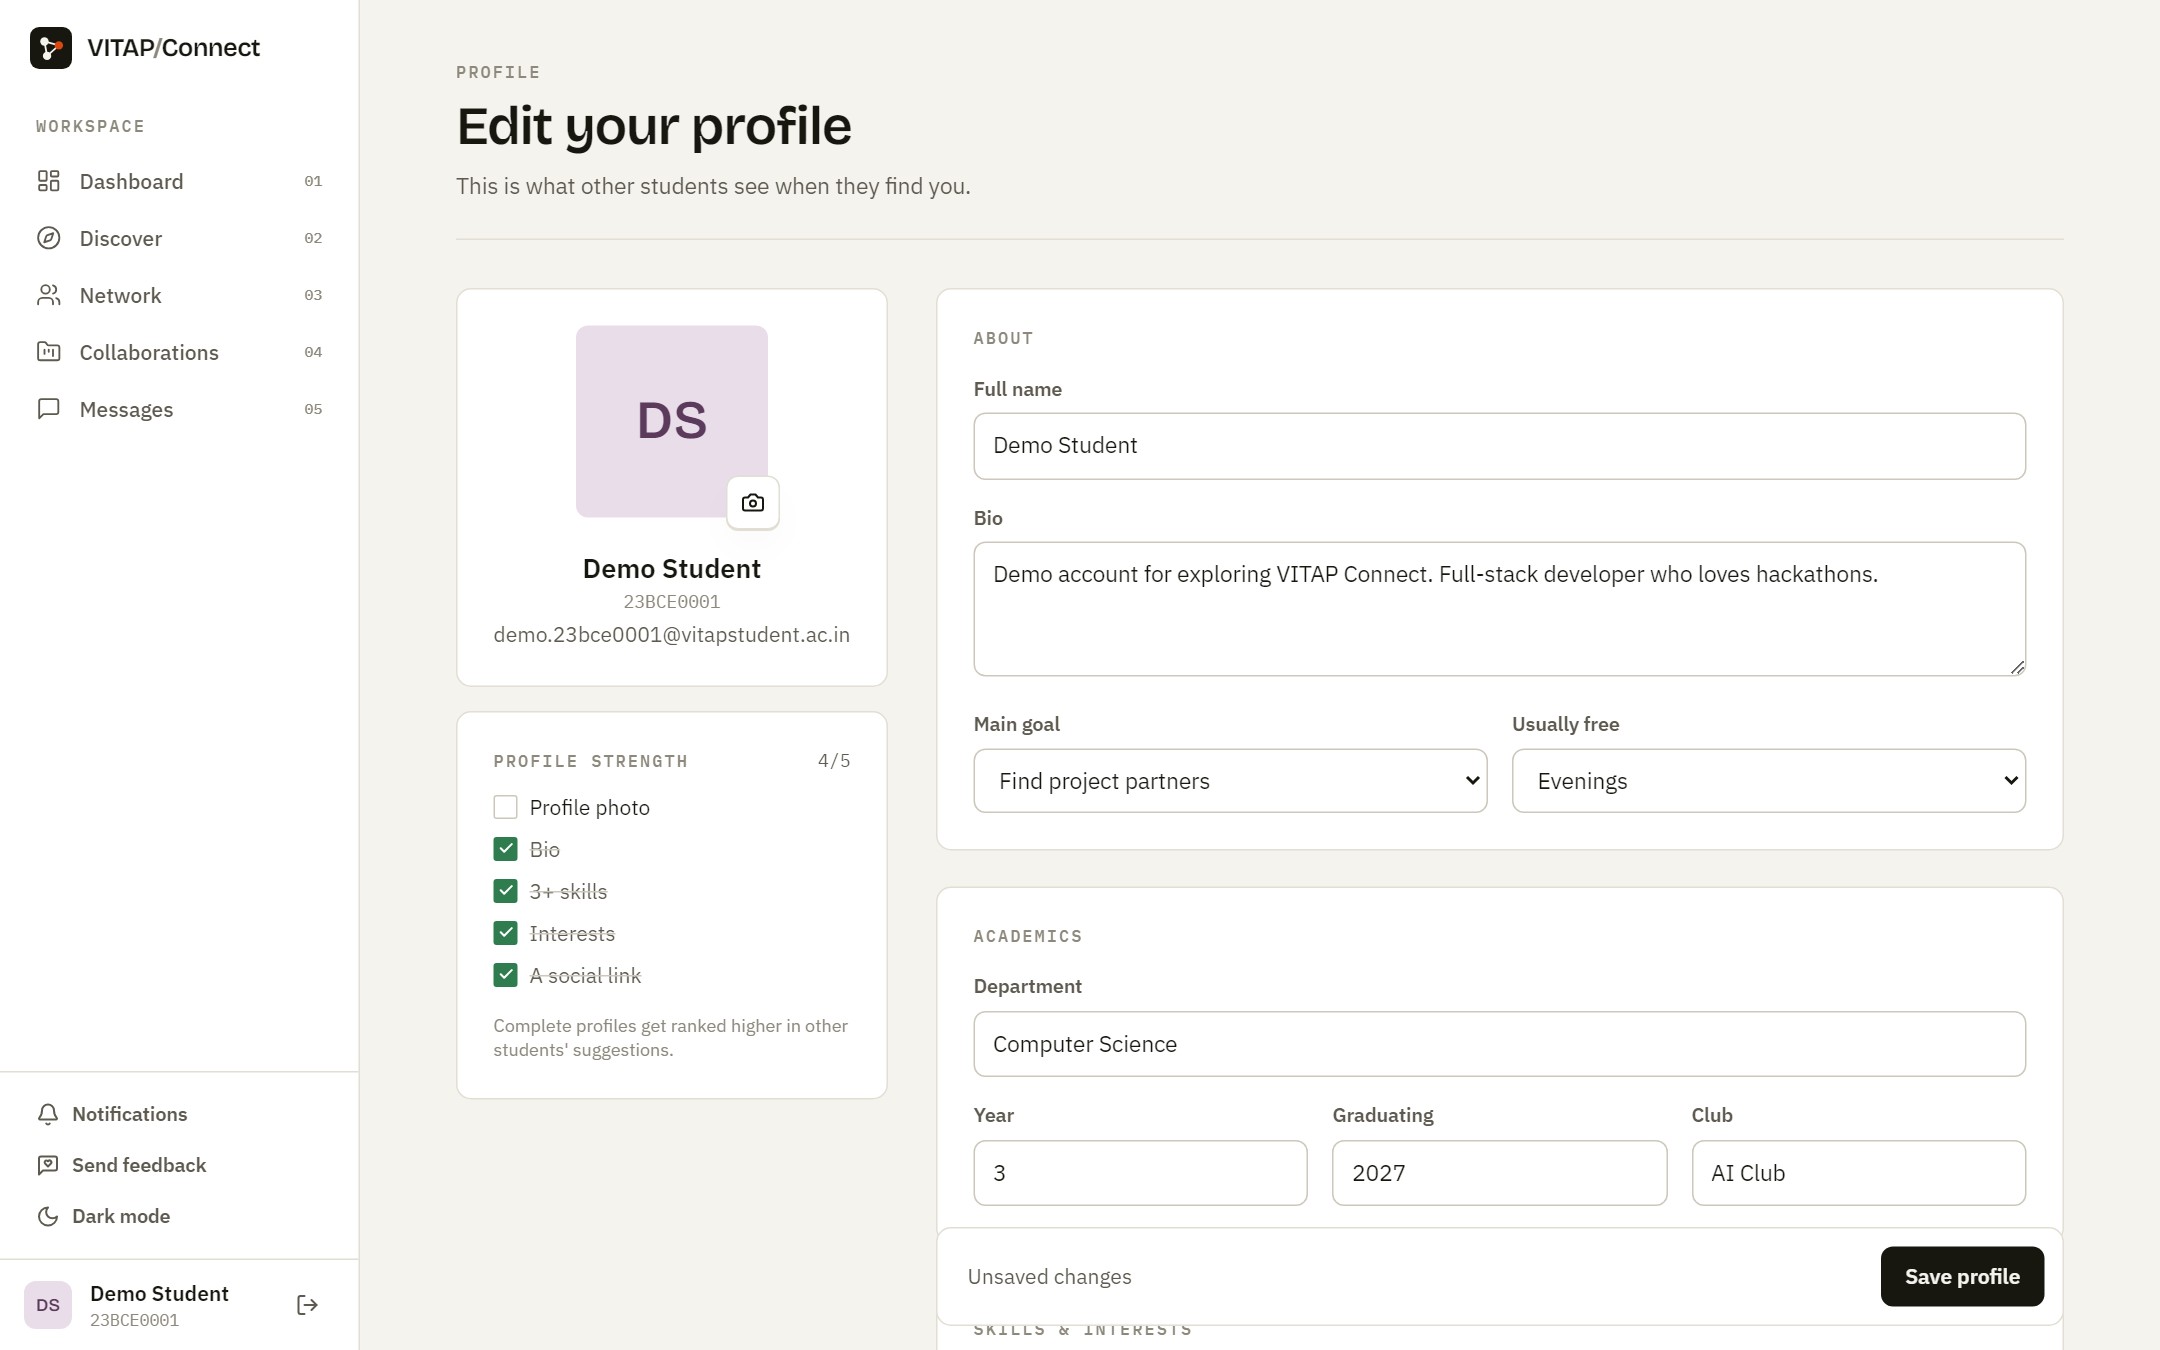 VITAP/Connect
WORKSPACE
Dashboard 01
Discover 02
Network 03
Collaborations 04
Messages 05
Notifications
Send feedback
Dark mode
DS
Demo Student
23BCE0001
PROFILE
Edit your profile
This is what other students see when they find you.
DS
Demo Student
23BCE0001
demo.23bce0001@vitapstudent.ac.in
PROFILE STRENGTH 4/5
Profile photo
Bio
3+ skills
Interests
A social link
Complete profiles get ranked higher in other
students' suggestions.
ABOUT
Full name
Demo Student
Bio
Demo account for exploring VITAP Connect. Full-stack developer who loves hackathons.
Main goal Usually free
Find project partners Evenings
ACADEMICS
Department
Computer Science
Year Graduating Club
3 2027 AI Club
Unsaved changes Save profile
SKILLS & INTERESTS